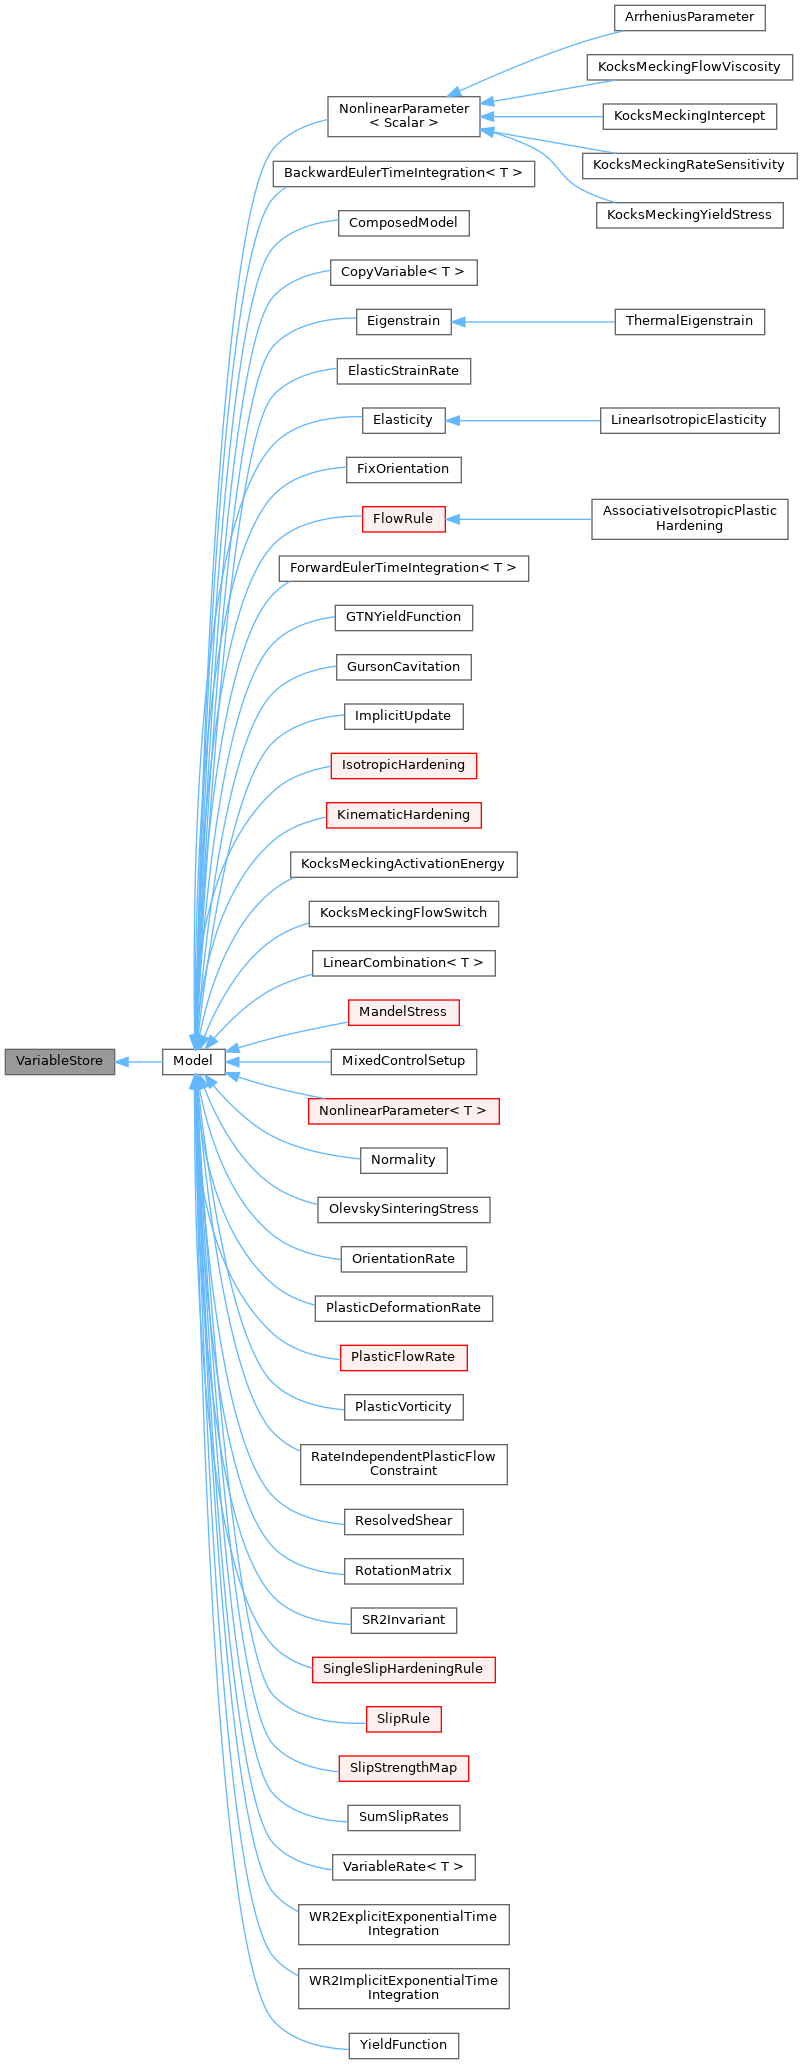 ArrheniusParameter
KocksMeckingFlowViscosity
NonlinearParameter
< Scalar >
KocksMeckingIntercept
KocksMeckingRateSensitivity
BackwardEulerTimeIntegration< T >
KocksMeckingYieldStress
ComposedModel
CopyVariable< T >
Eigenstrain
ThermalEigenstrain
ElasticStrainRate
Elasticity
LinearIsotropicElasticity
FixOrientation
FlowRule
AssociativeIsotropicPlastic
Hardening
ForwardEulerTimeIntegration< T >
GTNYieldFunction
GursonCavitation
ImplicitUpdate
IsotropicHardening
KinematicHardening
KocksMeckingActivationEnergy
KocksMeckingFlowSwitch
LinearCombination< T >
MandelStress
VariableStore
Model
MixedControlSetup
NonlinearParameter< T >
Normality
OlevskySinteringStress
OrientationRate
PlasticDeformationRate
PlasticFlowRate
PlasticVorticity
RateIndependentPlasticFlow
Constraint
ResolvedShear
RotationMatrix
SR2Invariant
SingleSlipHardeningRule
SlipRule
SlipStrengthMap
SumSlipRates
VariableRate< T >
WR2ExplicitExponentialTime
Integration
WR2ImplicitExponentialTime
Integration
YieldFunction